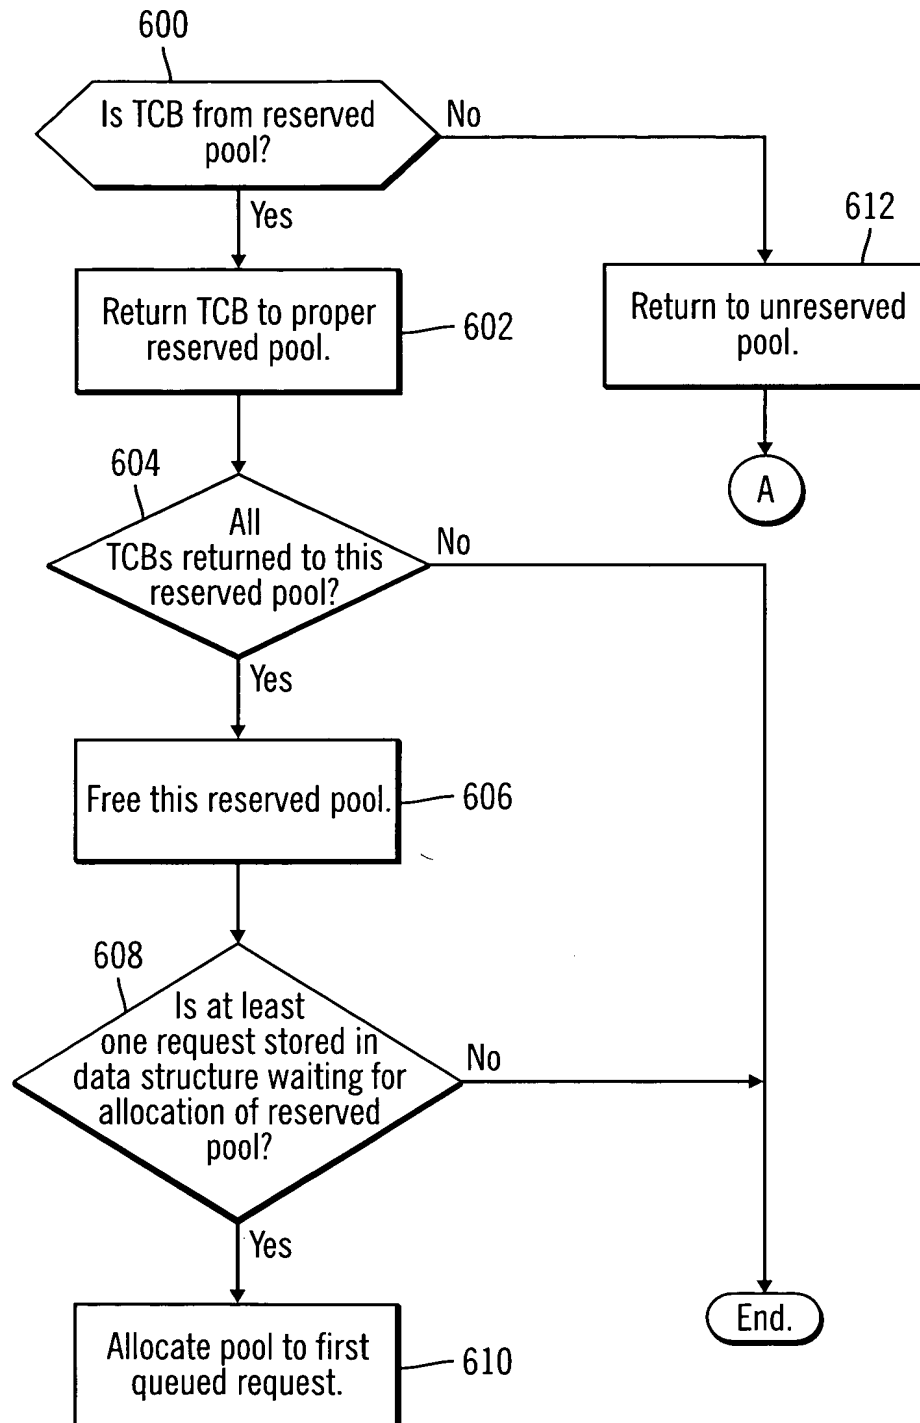 600
Is TCB from reserved
pool?
No
Yes
612
Return TCB to proper
reserved pool.
602
Return to unreserved
pool.
604
A
All
TCBs returned to this
reserved pool?
No
Yes
Free this reserved pool.
606
608
Is at least
one request stored in
data structure waiting for
allocation of reserved
pool?
No
Yes
End.
Allocate pool to first
queued request.
610